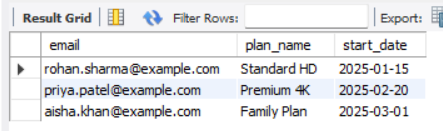 Result Grid Filter Rows: Export:
email plan_name start_date
rohan.sharma@example.com Standard HD 2025-01-15
priya.patel@example.com Premium 4K 2025-02-20
aisha.khan@example.com Family Plan 2025-03-01